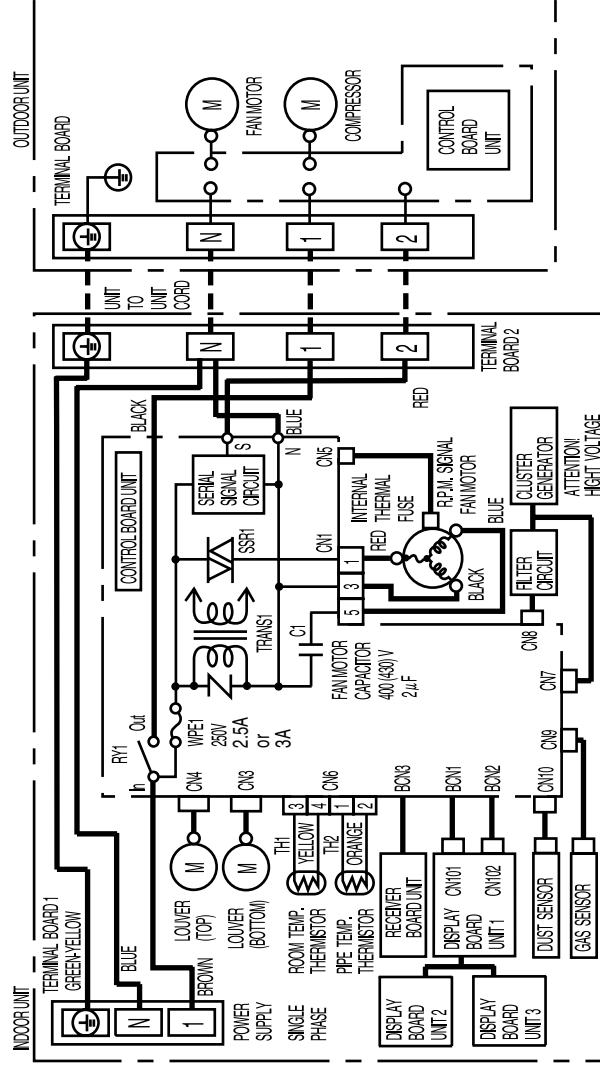 INDOOR UNIT
TERMINAL BOARD 1
GREEN-YELLOW
N
1
BLUE
BROWN
POWER
SUPPLY
SINGLE
PHASE
LOUVER
(TOP)
M
LOUVER
(BOTTOM)
M
ROOM TEMP.
THERMISTOR
PIPE TEMP.
THERMISTOR
TH1
YELLOW
TH2
ORANGE
CN4
CN3
3
4
1
2
CN6
RECEIVER
BOARD UNIT
BCN3
DISPLAY
BOARD
UNIT 1
CN101
CN102
BCN1
BCN2
DISPLAY
BOARD
UNIT 2
DISPLAY
BOARD
UNIT 3
DUST SENSOR
GAS SENSOR
CN10
CN9
CN7
CN8
RY1
In
Out
WPE1
250V
2.5A
or
3A
CONTROL BOARD UNIT
TRANS1
SSR1
SERIAL
SIGNAL
CIRCUIT
S
N
C1
FAN MOTOR
CAPACITOR
400 (430) V
2μF
CN1
5
3
1
CN5
INTERNAL
THERMAL
FUSE
RED
BLACK
R.P.M. SIGNAL
FAN MOTOR
BLUE
FILTER
CIRCUIT
CLUSTER
GENERATOR
ATTENTION!
HIGHT VOLTAGE
BLACK
BLUE
RED
TERMINAL
BOARD 2
N
1
2
UNIT
TO
UNIT
CORD
OUTDOOR UNIT
TERMINAL BOARD
N
1
2
M
FAN MOTOR
M
COMPRESSOR
CONTROL
BOARD
UNIT